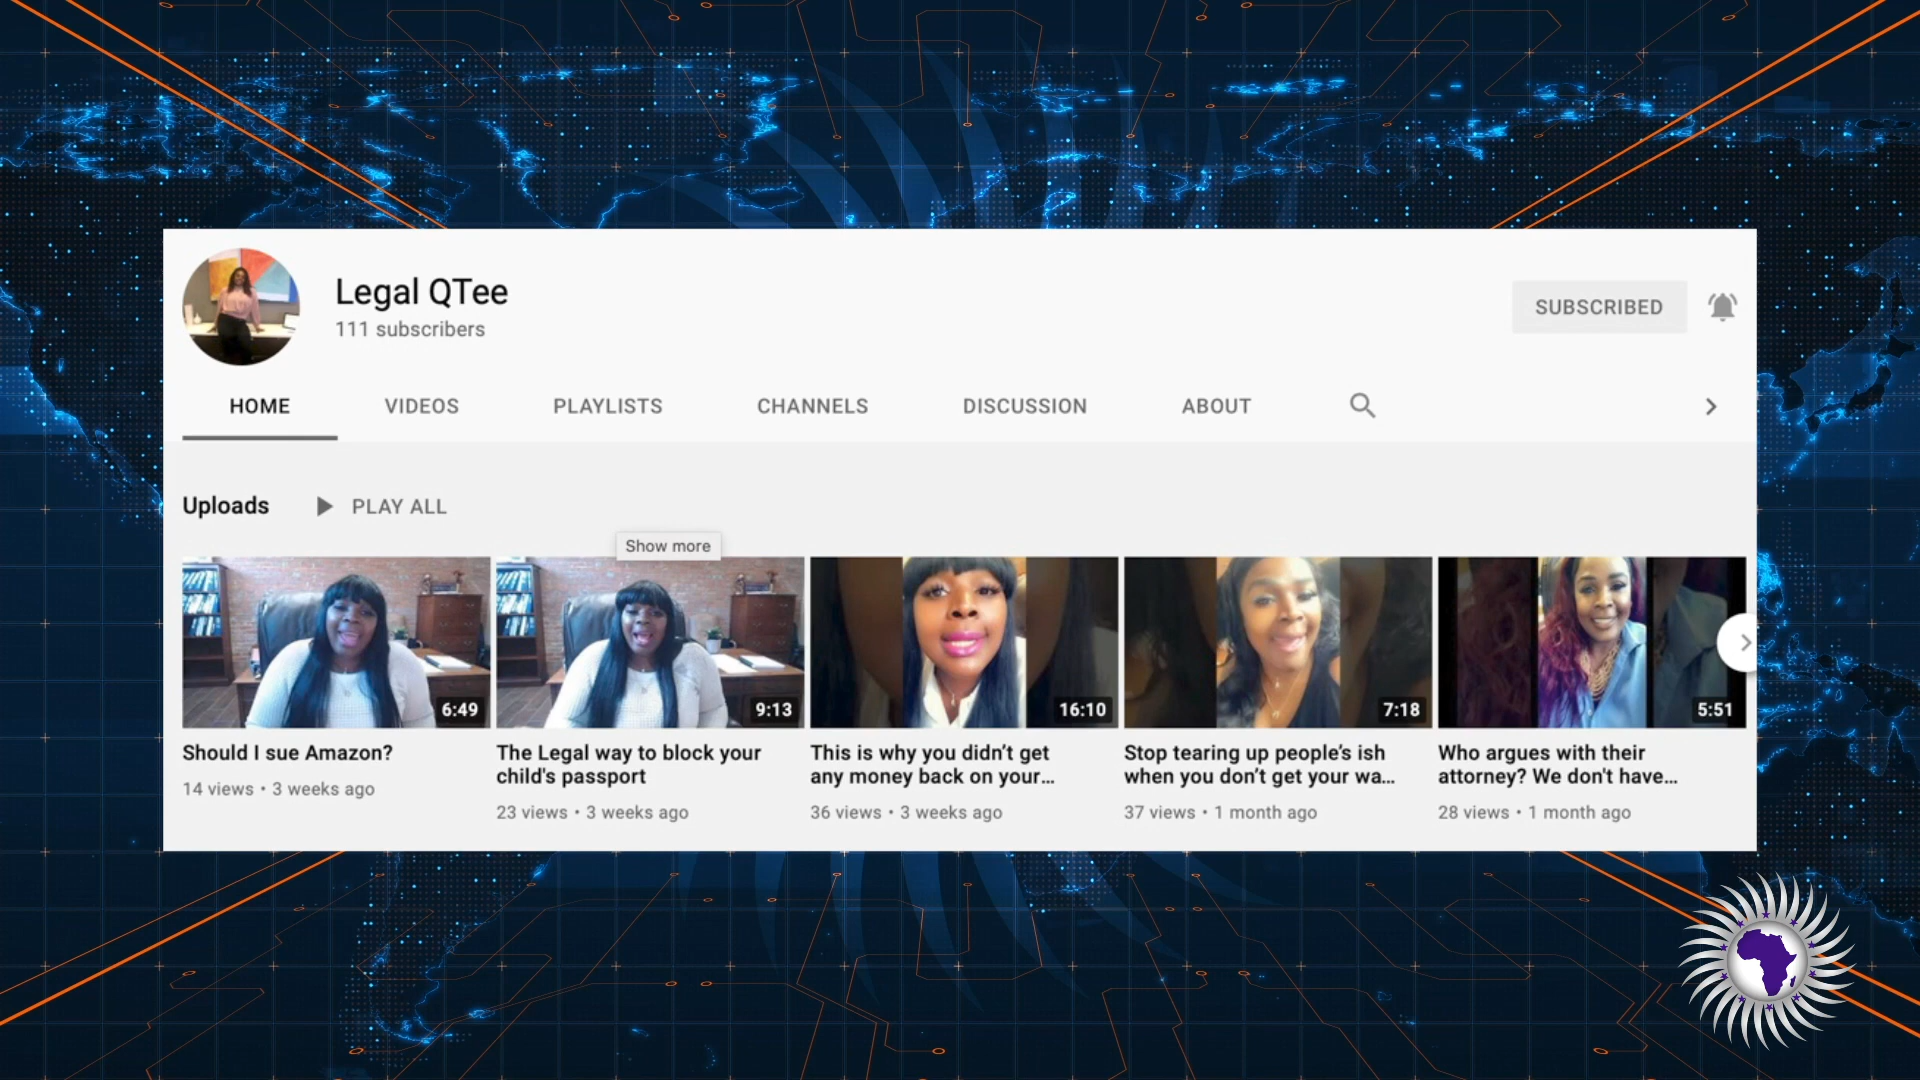 Legal QTee
111 subscribers
SUBSCRIBED
HOME
VIDEOS
PLAYLISTS
CHANNELS
DISCUSSION
ABOUT
Uploads
PLAY ALL
Show more
6:49
9:13
16:10
7:18
5:51
Should I sue Amazon?
14 views • 3 weeks ago
The Legal way to block your
child's passport
23 views • 3 weeks ago
This is why you didn’t get
any money back on your...
36 views • 3 weeks ago
Stop tearing up people’s ish
when you don’t get your wa...
37 views • 1 month ago
Who argues with their
attorney? We don't have...
28 views • 1 month ago